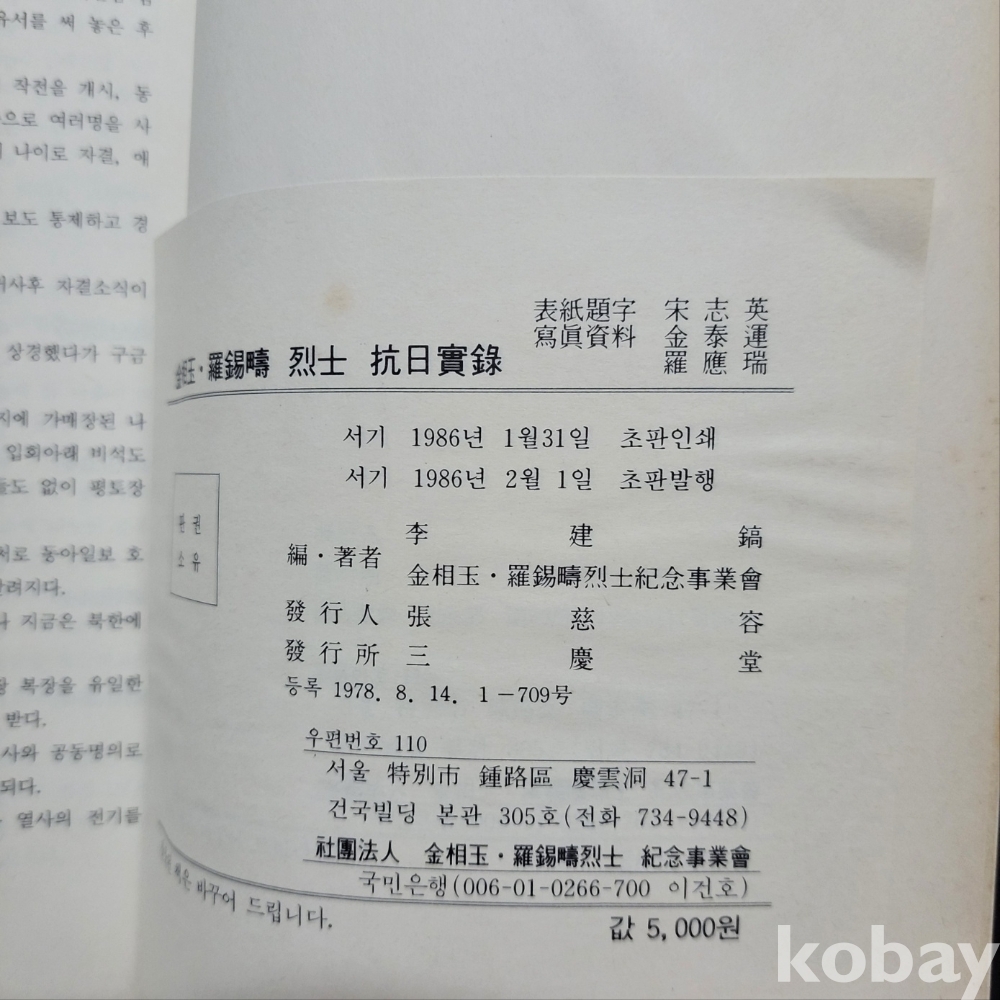 유서를 써 놓은 후
작전을 개시, 동
으로 여러명을 사
나이로 자결, 애
보도 통제하고 경
거사후 자결소식이
상경했다가 구금
지에 가매장된 나
입회아래 비석도
들도 없이 평토장
서로 동아일보 호
알려지다.
지금은 북한에
복장을 유일한
받다.
사와 공동명의로
되다.
열사의 전기를
表紙題字 宋志英
寫眞資料 金泰運
羅應瑞
金相玉·羅錫疇 烈士 抗日實錄
서기 1986년 1월31일 초판인쇄
서기 1986년 2월 1일 초판발행
판권
소유
編·著者 李建鎬
金相玉·羅錫疇烈士紀念事業會
發行人 張慈容
發行所 三慶堂
등록 1978. 8. 14. 1-709号
우편번호 110
서울 特別市 鍾路區 慶雲洞 47-1
건국빌딩 본관 305호(전화 734-9448)
社團法人 金相玉·羅錫疇烈士 紀念事業會
국민은행(006-01-0266-700 이건호)
책은 바꾸어 드립니다.
값 5,000원
kobay